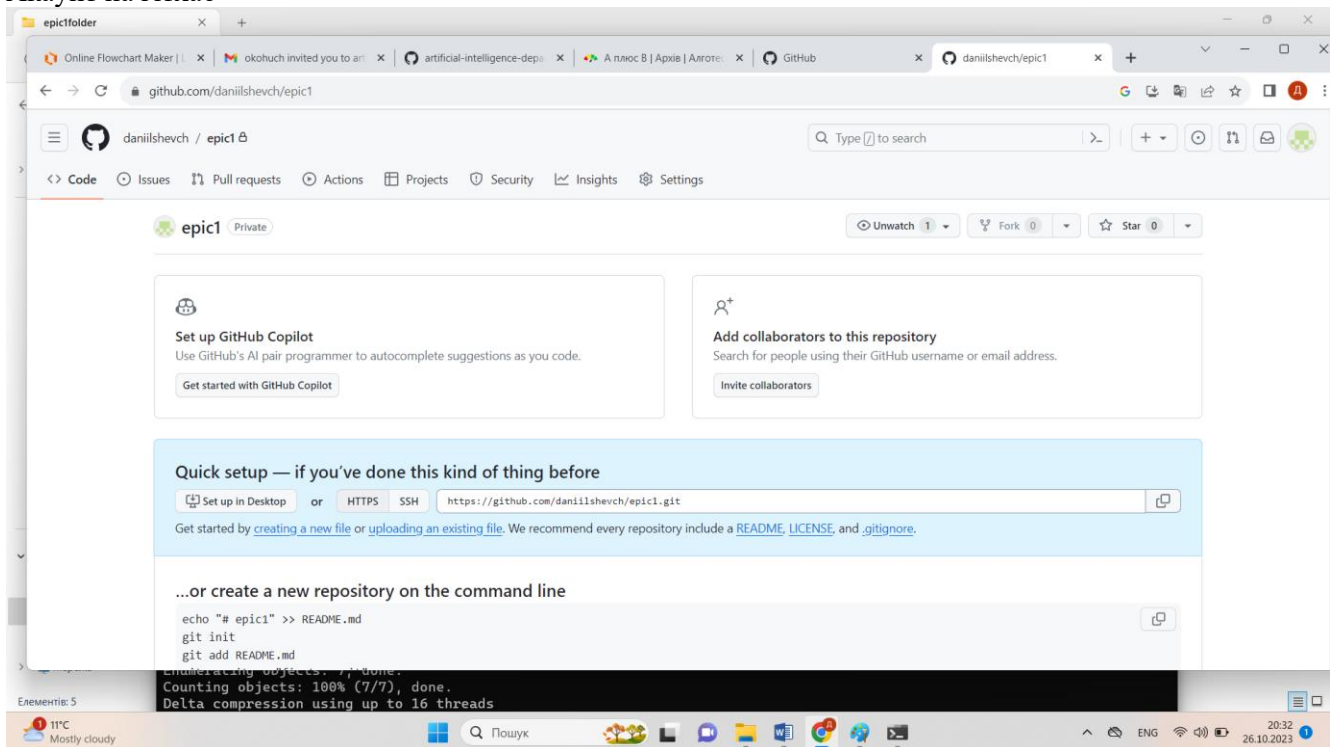 epic1folder
Online Flowchart Maker | L
okohuch invited you to art
artificial-intelligence-depa
А плюс B | Архів | Алготе
GitHub
daniilshevch/epic1
github.com/daniilshevch/epic1
Д
daniilshevch / epic1
Type / to search
Code
Issues
Pull requests
Actions
Projects
Security
Insights
Settings
epic1 Private
Unwatch 1
Fork 0
Star 0
Set up GitHub Copilot
Use GitHub's AI pair programmer to autocomplete suggestions as you code.
Get started with GitHub Copilot
Add collaborators to this repository
Search for people using their GitHub username or email address.
Invite collaborators
Quick setup — if you've done this kind of thing before
Set up in Desktop or HTTPS SSH https://github.com/daniilshevch/epic1.git
Get started by creating a new file or uploading an existing file. We recommend every repository include a README, LICENSE, and .gitignore.
...or create a new repository on the command line
echo "# epic1" >> README.md
git init
git add README.md
Enumerating objects: 7, done.
Counting objects: 100% (7/7), done.
Delta compression using up to 16 threads
Елементів: 5
1
11°C
Mostly cloudy
Пошук
ENG
20:32
26.10.2023
1